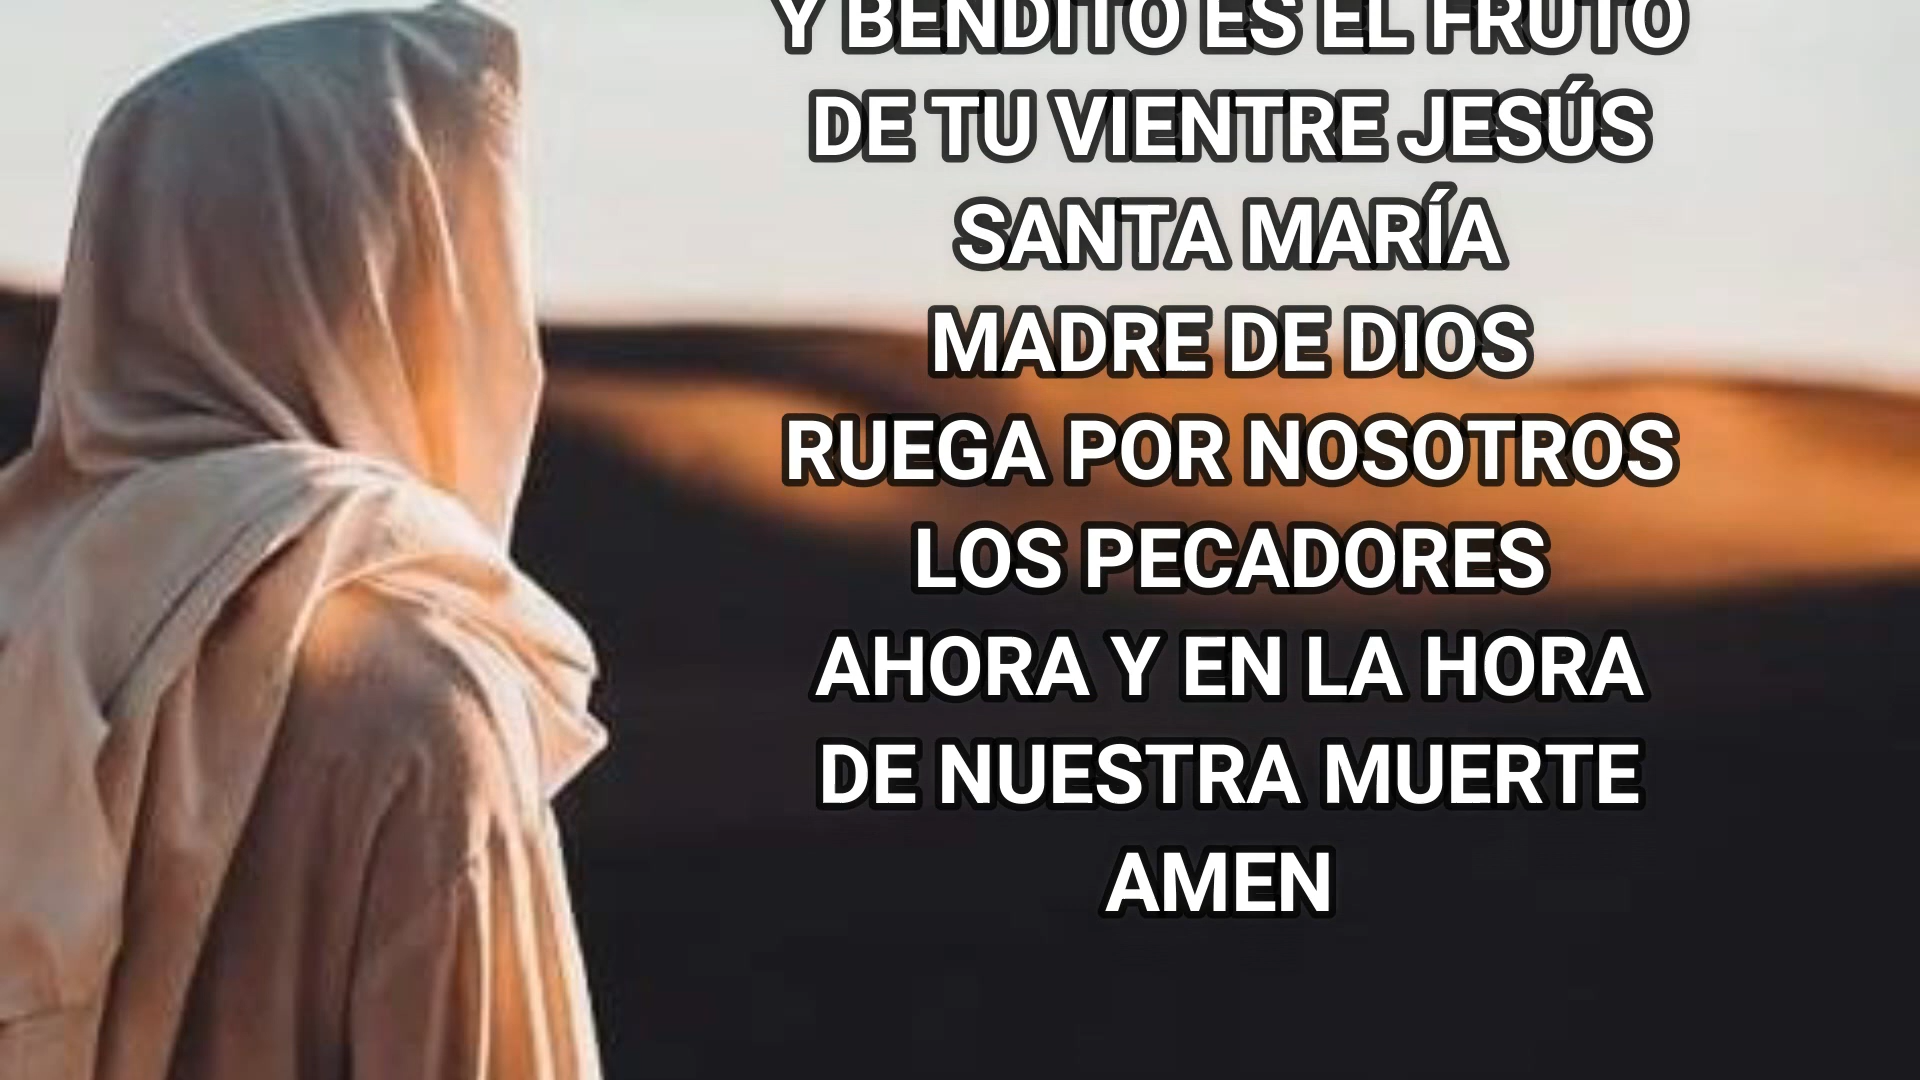 Y BENDITO ES EL FRUTO
DE TU VIENTRE JESÚS
SANTA MARÍA
MADRE DE DIOS
RUEGA POR NOSOTROS
LOS PECADORES
AHORA Y EN LA HORA
DE NUESTRA MUERTE
AMEN